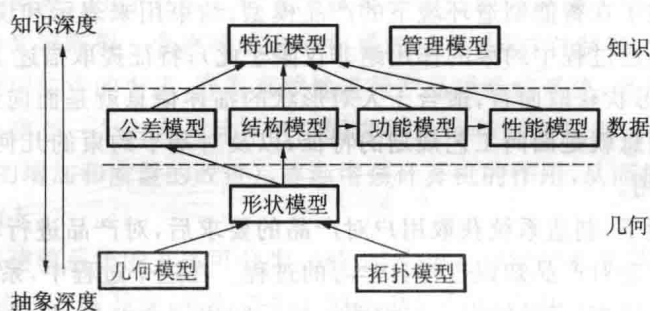 知识深度
特征模型 管理模型 知识
公差模型 结构模型 功能模型 性能模型 数据
形状模型
几何
几何模型 拓扑模型
抽象深度